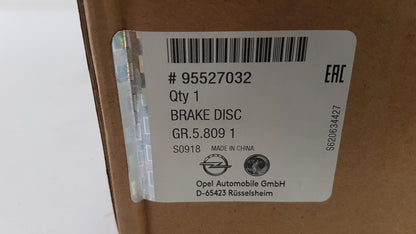 # 95527032
Qty 1
BRAKE DISC
GR.5.809 1
S0918 MADE IN CHINA
Opel Automobile GmbH
D-65423 Rüsselsheim
EAC
S620634427